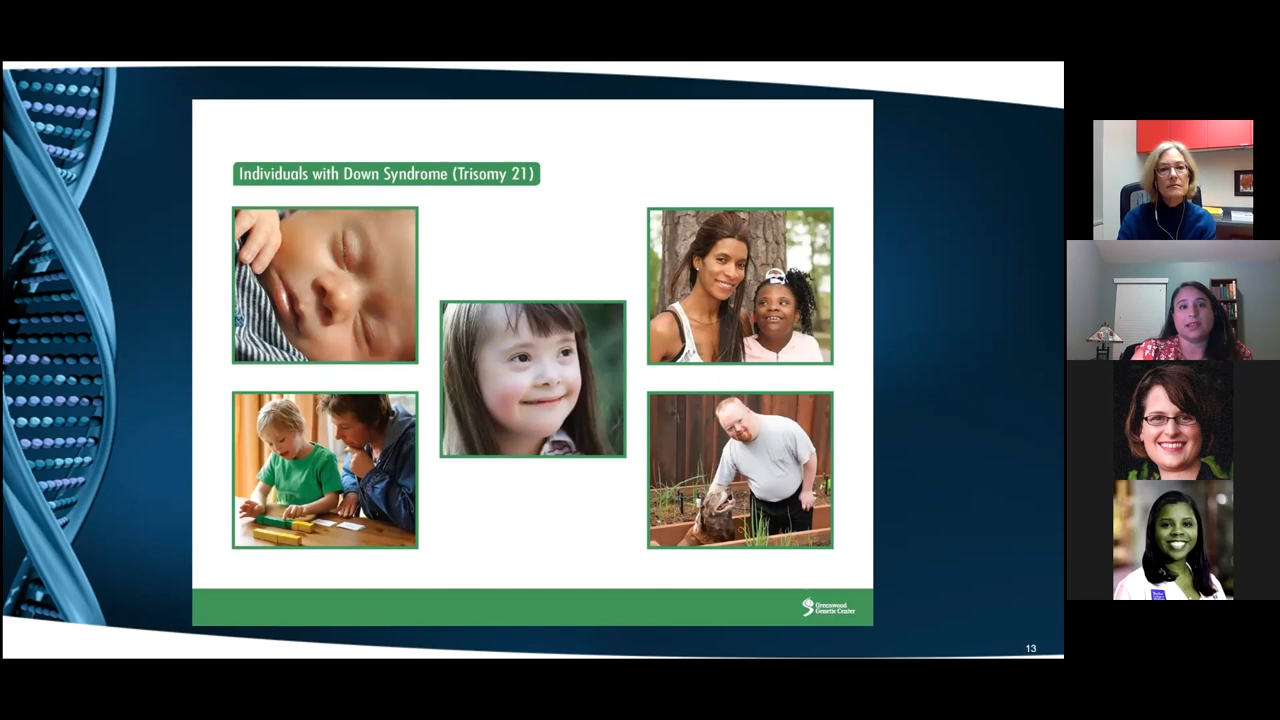 Individuals with Down Syndrome (Trisomy 21)
Greenwood
Genetic Center
13